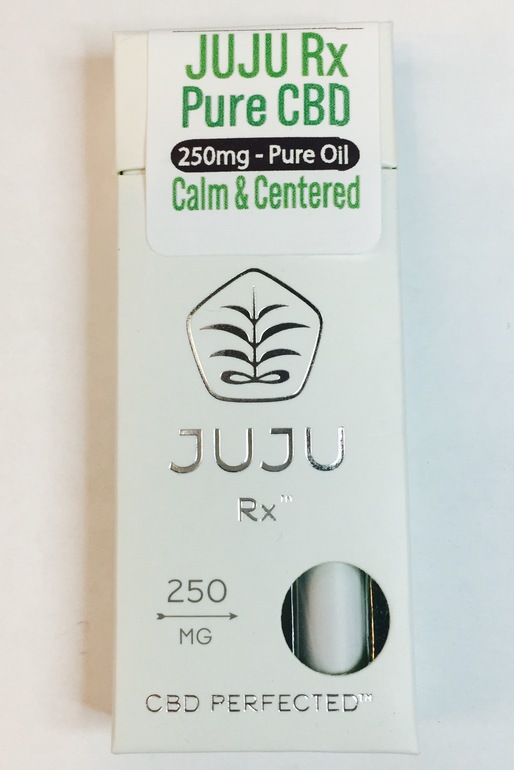 JUJU Rx
Pure CBD
250mg - Pure Oil
Calm & Centered
JUJU
Rx™
250
MG
CBD PERFECTED™